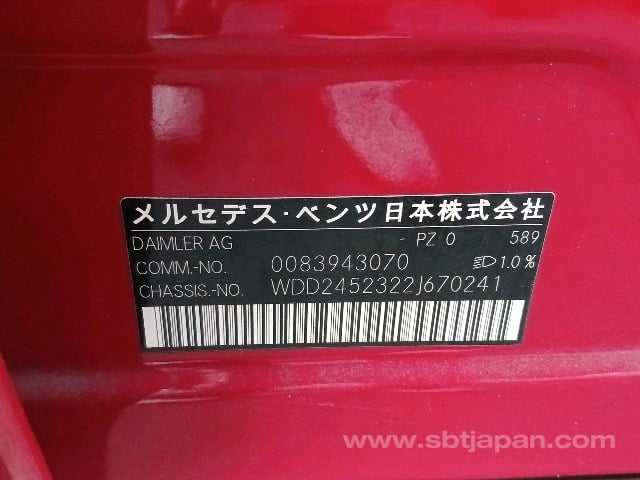 メルセデス・ベンツ日本株式会社
DAIMLER AG - PZ 0 589
COMM.-NO. 0083943070 1.0%
CHASSIS.-NO. WDD2452322J670241
www.sbtjapan.com